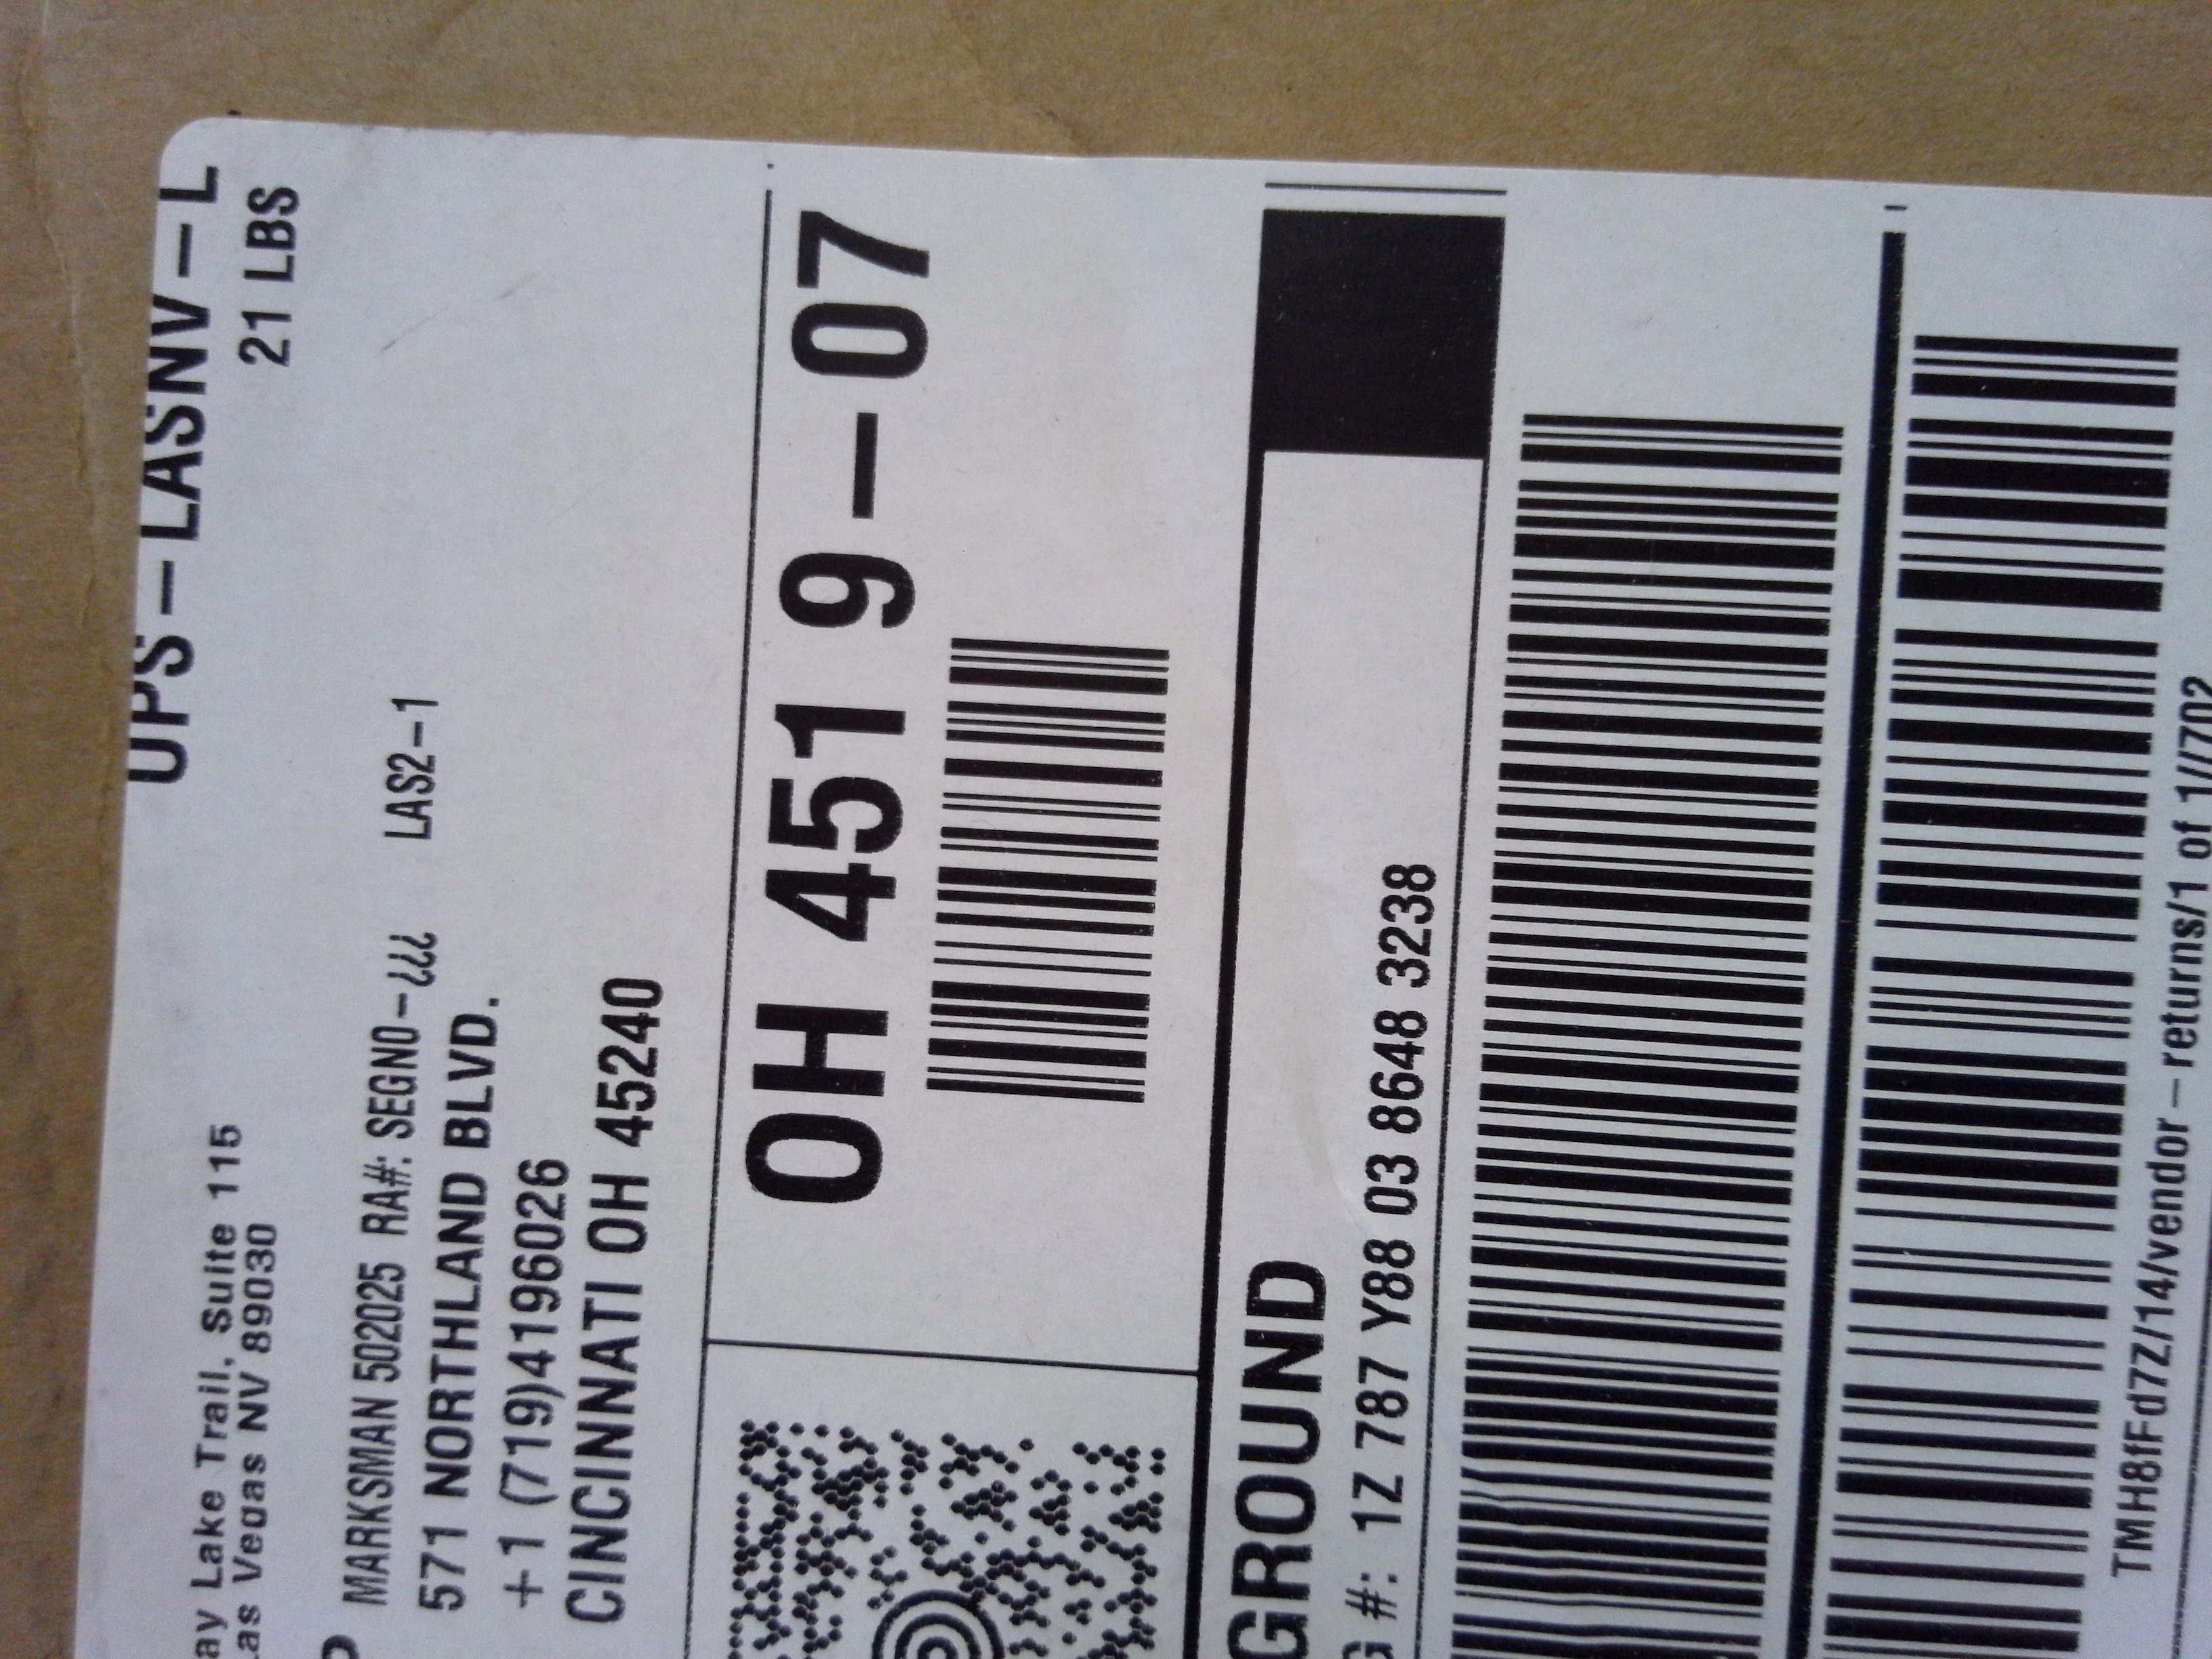 UPS-LASNV-L
21 LBS
Lake Trail, Suite 115
Vegas NV 89030
MARKSMAN 502025 RA#: SEGNO-¿¿¿ LAS2-1
571 NORTHLAND BLVD.
+1 (719)4196026
CINCINNATI OH 45240
OH 451 9-07
GROUND
#: 1Z 787 Y88 03 8648 3238
TMH8fFd7Z/14/vendor-returns/1 of 1//702